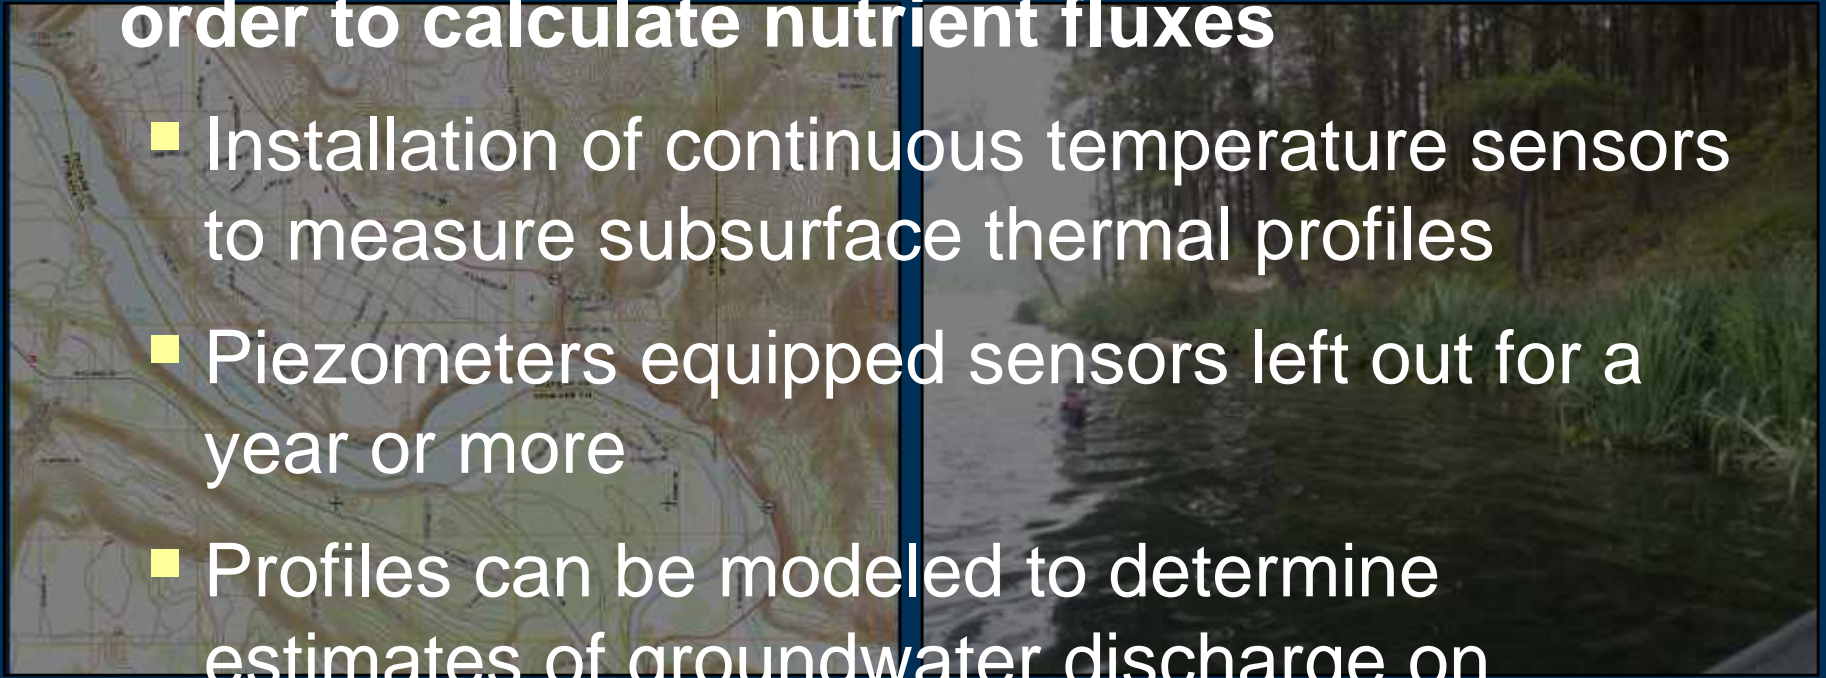 order to calculate nutrient fluxes
Installation of continuous temperature sensors
to measure subsurface thermal profiles
Piezometers equipped sensors left out for a
year or more
Profiles can be modeled to determine
estimates of groundwater discharge on